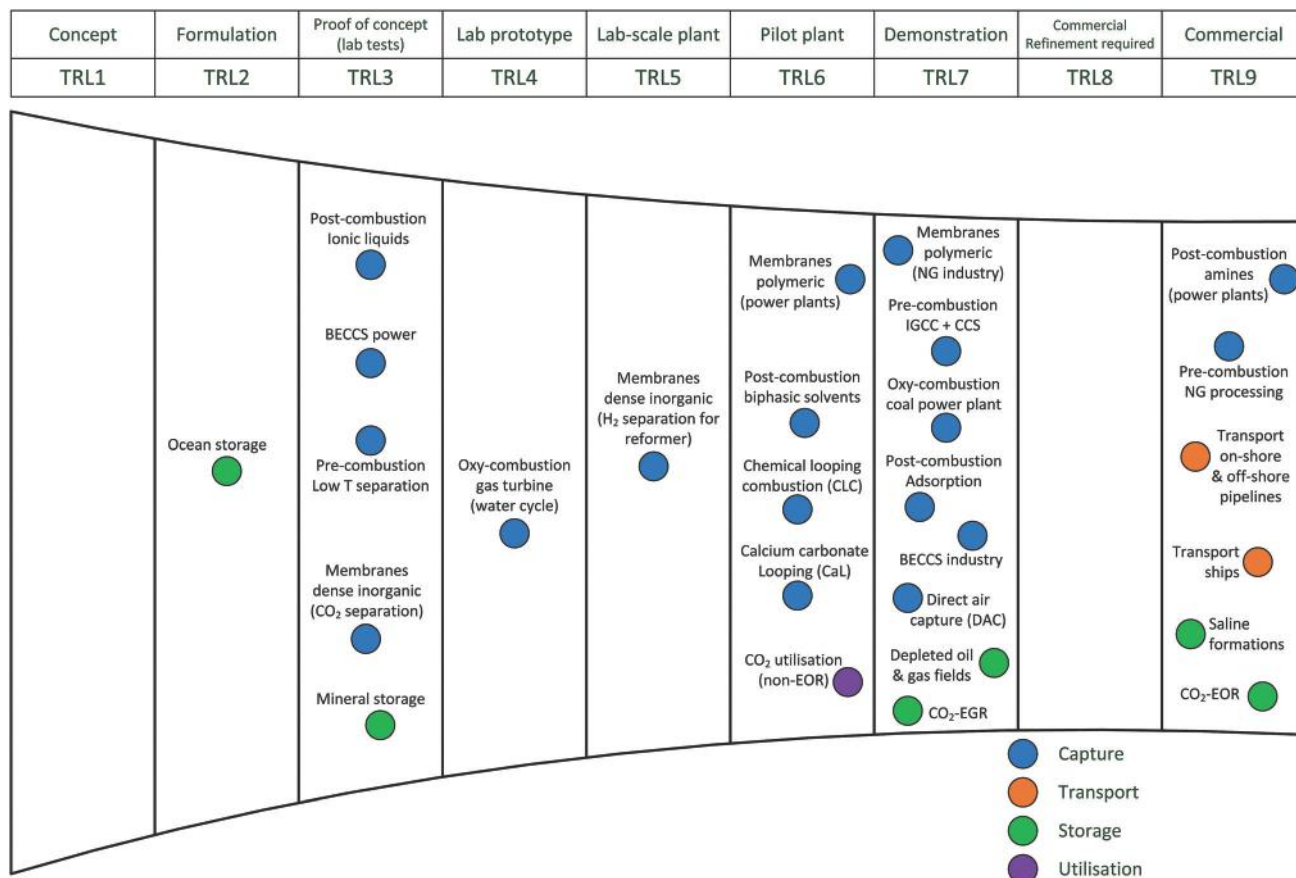 Concept
Formulation
Proof of concept
(lab tests)
Lab prototype
Lab-scale plant
Pilot plant
Demonstration
Commercial
Refinement required
Commercial
TRL1
TRL2
TRL3
TRL4
TRL5
TRL6
TRL7
TRL8
TRL9
Ocean storage
Post-combustion
Ionic liquids
BECCS power
Pre-combustion
Low T separation
Membranes
dense inorganic
(CO₂ separation)
Mineral storage
Oxy-combustion
gas turbine
(water cycle)
Membranes
dense inorganic
(H₂ separation for
reformer)
Membranes
polymeric
(power plants)
Post-combustion
biphasic solvents
Chemical looping
combustion (CLC)
Calcium carbonate
Looping (CaL)
CO₂ utilisation
(non-EOR)
Membranes
polymeric
(NG industry)
Pre-combustion
IGCC + CCS
Oxy-combustion
coal power plant
Post-combustion
Adsorption
BECCS industry
Direct air
capture (DAC)
Depleted oil
& gas fields
CO₂-EGR
Post-combustion
amines
(power plants)
Pre-combustion
NG processing
Transport
on-shore
& off-shore
pipelines
Transport
ships
Saline
formations
CO₂-EOR
Capture
Transport
Storage
Utilisation